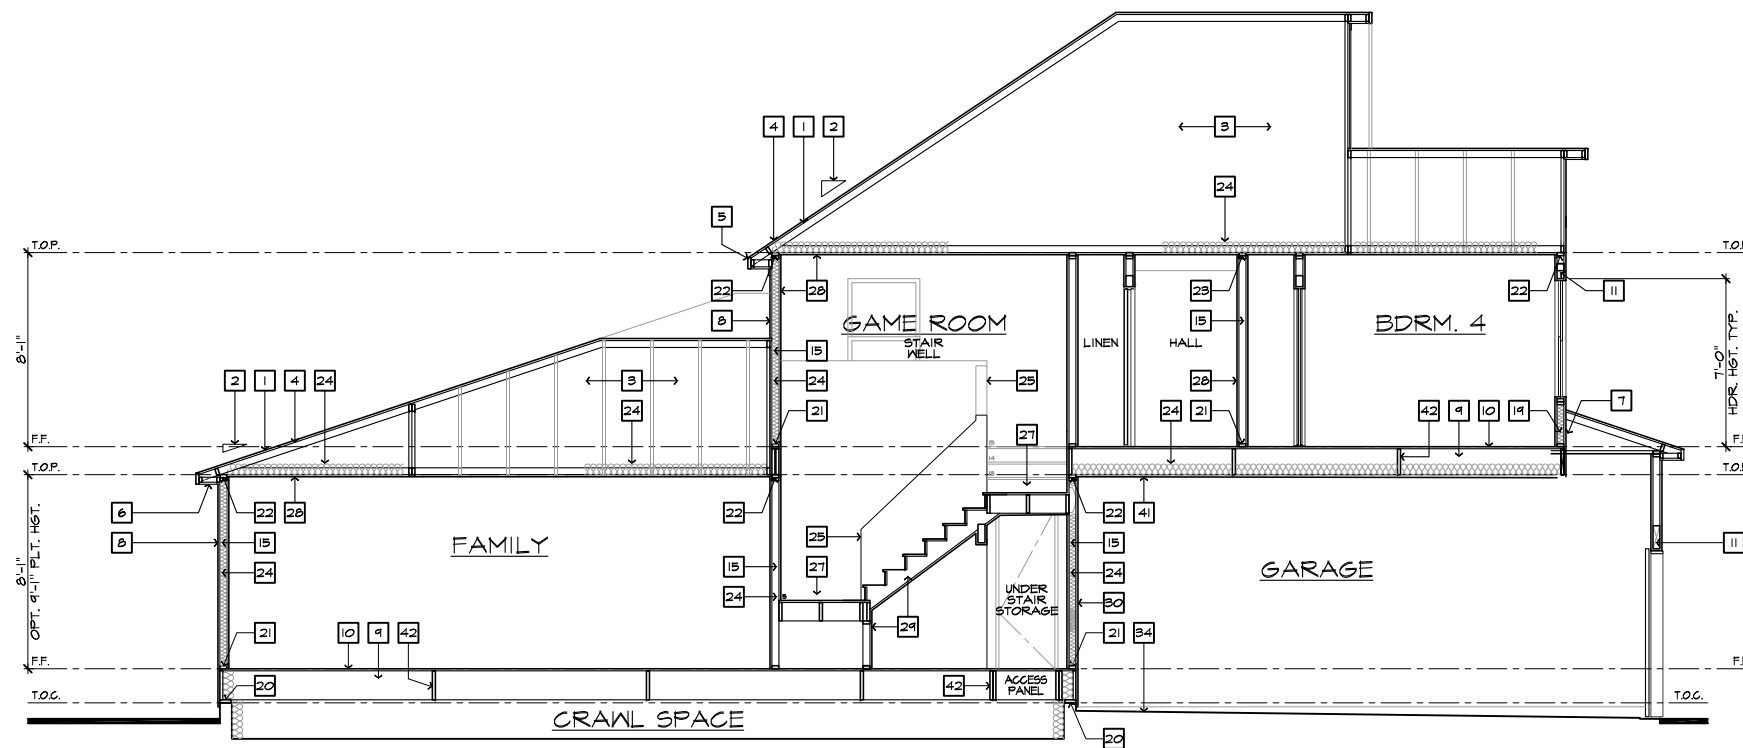 3
4
1
2
24
5
T.O.P.
T.O.P.
22
28
23
22
11
8
GAME ROOM
STAIR
WELL
LINEN
15
HALL
BDRM. 4
8'-1"
7'-0"
HDR. HGT. TYP.
15
2
1
4
24
3
24
25
28
24
7
21
21
24
42
9
10
19
F.F.
15
27
14
T.O.P.
6
22
28
22
22
41
8
15
FAMILY
25
15
11
24
15
27
24
GARAGE
8'-1"
OPT. 9'-1" PLT. HGT.
24
UNDER
STAIR
STORAGE
30
21
10
9
42
29
21
34
F.F.
T.O.C.
20
42
ACCESS
PANEL
T.O.C.
CRAWL SPACE
20